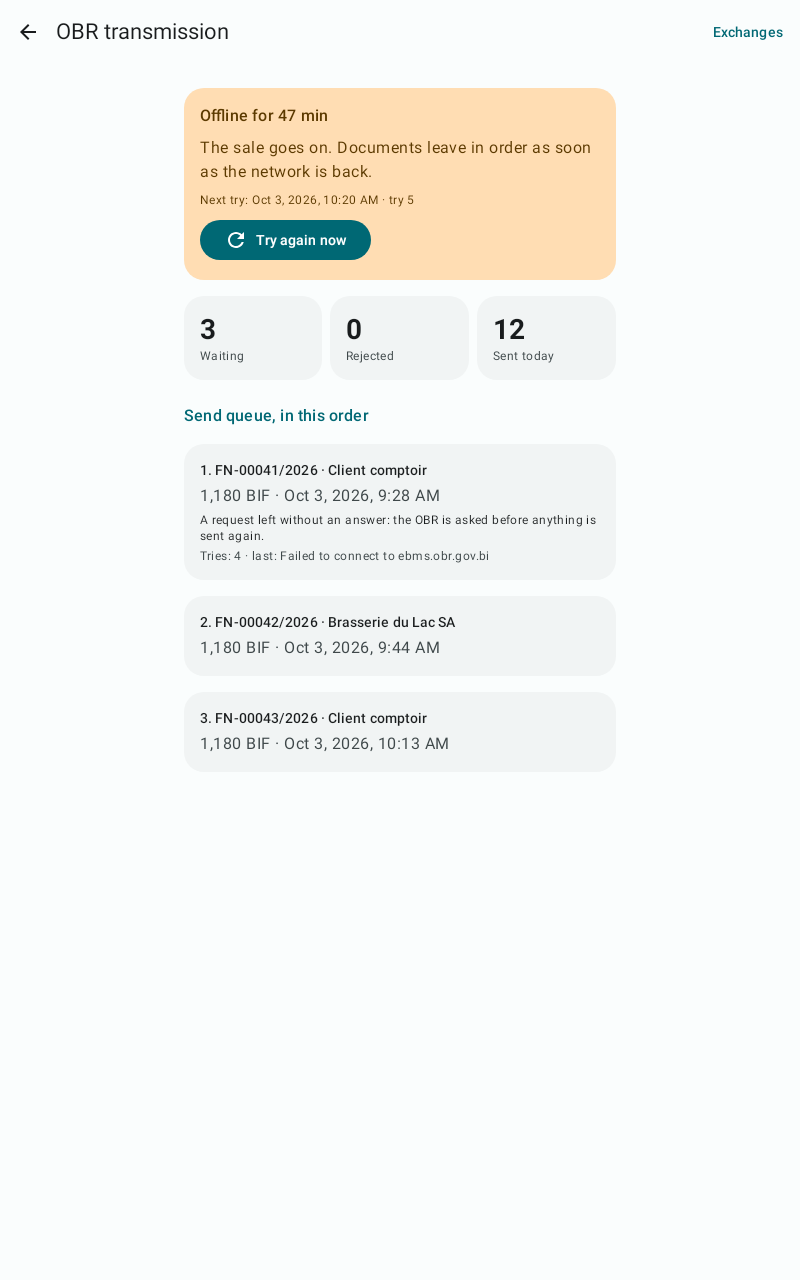 OBR transmission
Exchanges
Offline for 47 min
The sale goes on. Documents leave in order as soon
as the network is back.
Next try: Oct 3, 2026, 10:20 AM · try 5
Try again now
3
Waiting
0
Rejected
12
Sent today
Send queue, in this order
1. FN-00041/2026 · Client comptoir
1,180 BIF · Oct 3, 2026, 9:28 AM
A request left without an answer: the OBR is asked before anything is
sent again.
Tries: 4 · last: Failed to connect to ebms.obr.gov.bi
2. FN-00042/2026 · Brasserie du Lac SA
1,180 BIF · Oct 3, 2026, 9:44 AM
3. FN-00043/2026 · Client comptoir
1,180 BIF · Oct 3, 2026, 10:13 AM